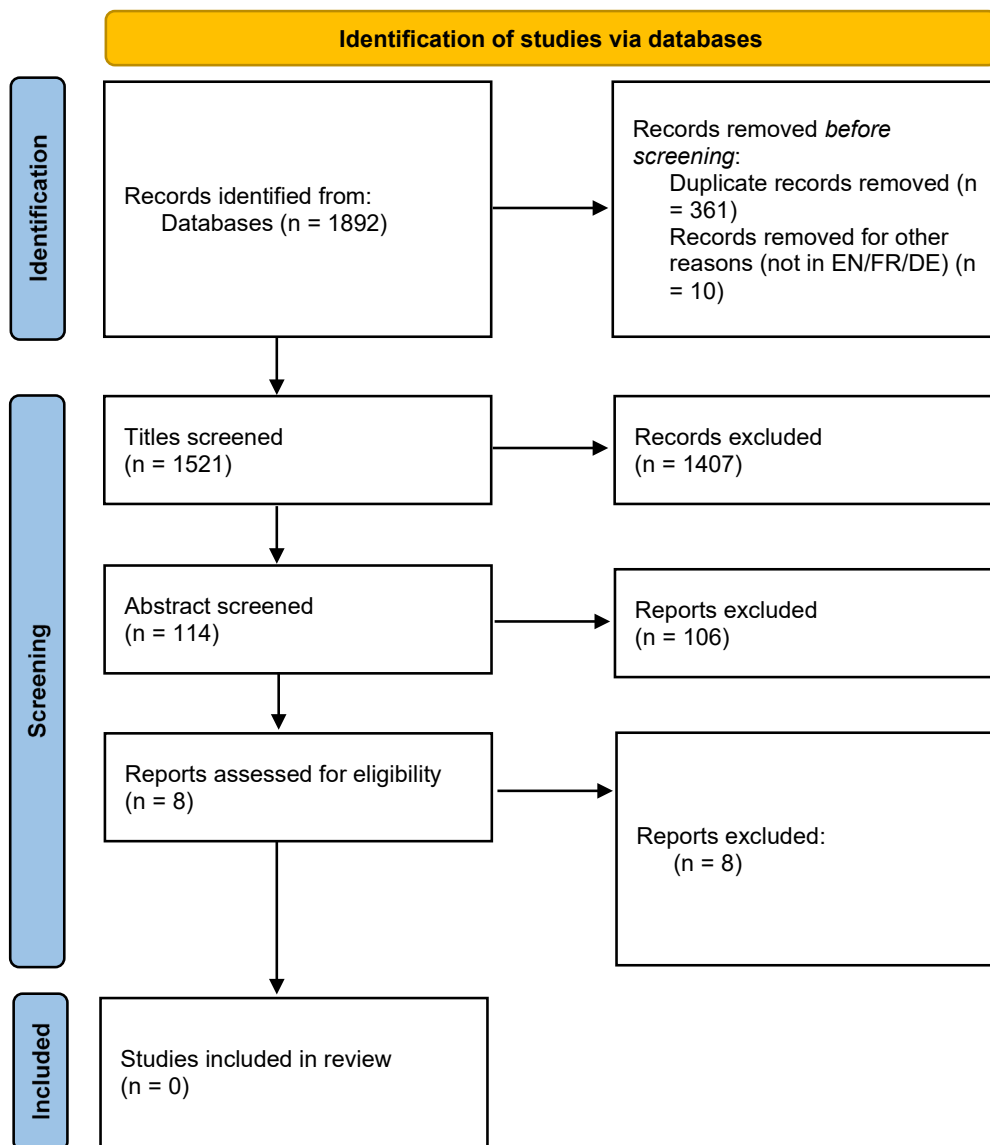 Identification of studies via databases
Identification
Records identified from:
Databases (n = 1892)
Records removed before
screening:
Duplicate records removed (n
= 361)
Records removed for other
reasons (not in EN/FR/DE) (n
= 10)
Screening
Titles screened
(n = 1521)
Records excluded
(n = 1407)
Abstract screened
(n = 114)
Reports excluded
(n = 106)
Reports assessed for eligibility
(n = 8)
Reports excluded:
(n = 8)
Included
Studies included in review
(n = 0)